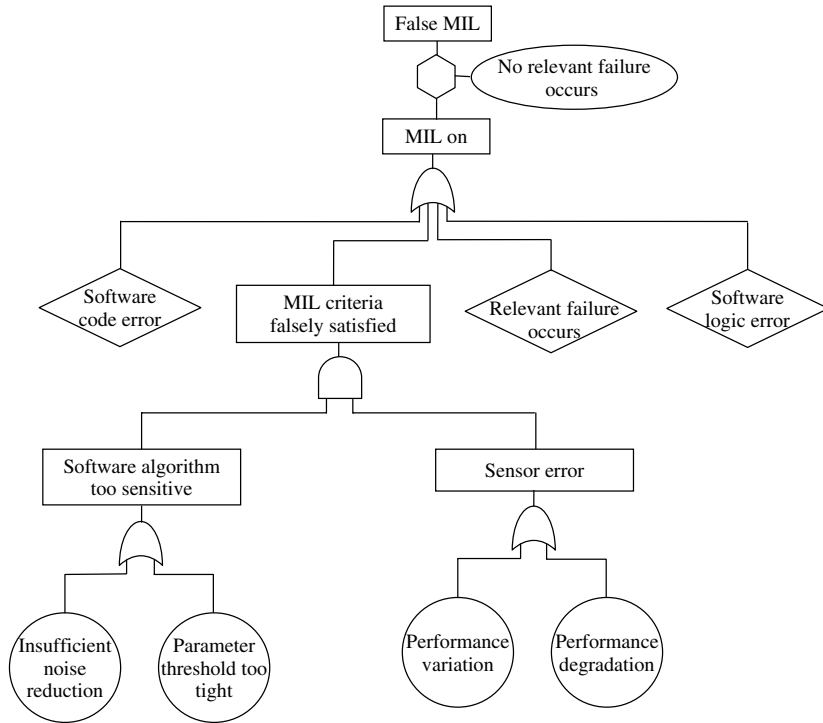 False MIL
No relevant failure
occurs
MIL on
Software
code error
MIL criteria
falsely satisfied
Relevant failure
occurs
Software
logic error
Software algorithm
too sensitive
Sensor error
Insufficient
noise
reduction
Parameter
threshold too
tight
Performance
variation
Performance
degradation